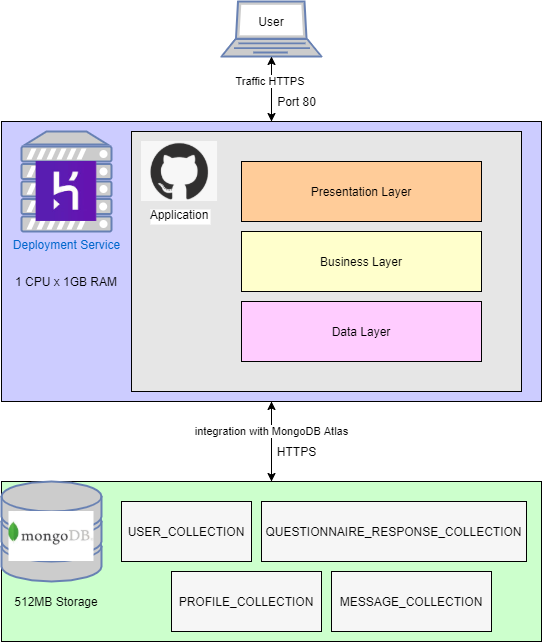 User
Traffic HTTPS
Port 80
Deployment Service
1 CPU x 1GB RAM
Application
Presentation Layer
Business Layer
Data Layer
integration with MongoDB Atlas
HTTPS
mongoDB
512MB Storage
USER_COLLECTION
QUESTIONNAIRE_RESPONSE_COLLECTION
PROFILE_COLLECTION
MESSAGE_COLLECTION